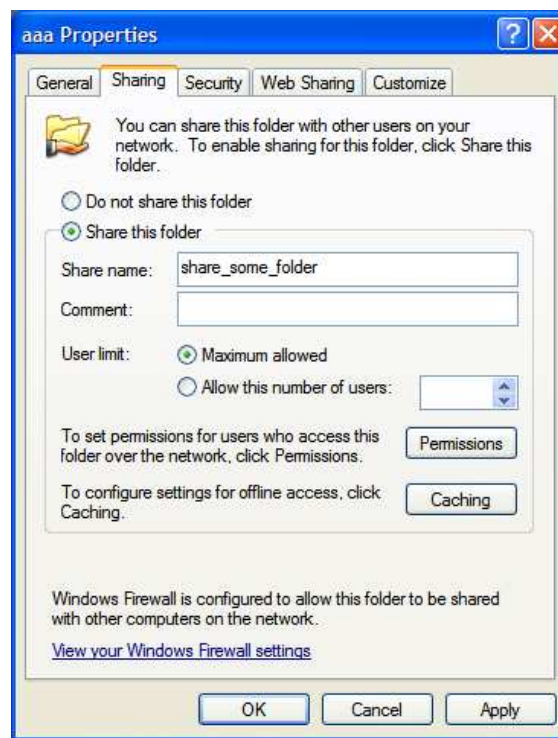 aaa Properties
General Sharing Security Web Sharing Customize
You can share this folder with other users on your
network. To enable sharing for this folder, click Share this
folder.
Do not share this folder
Share this folder
Share name: share_some_folder
Comment:
User limit: Maximum allowed
Allow this number of users:
To set permissions for users who access this
folder over the network, click Permissions.
Permissions
To configure settings for offline access, click
Caching.
Caching
Windows Firewall is configured to allow this folder to be shared
with other computers on the network.
View your Windows Firewall settings
OK Cancel Apply